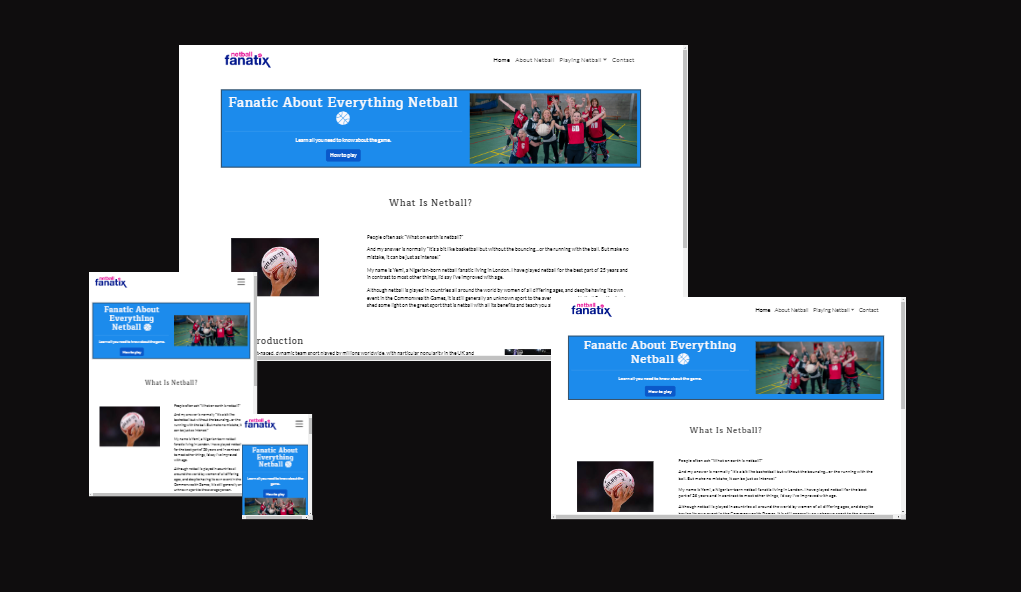 netball
fanatix
Home About Netball Playing Netball Contact
Fanatic About Everything Netball
Learn all you need to know about the game.
How to play
What Is Netball?
People often ask "What on earth is netball?"
And my answer is normally "It's a bit like basketball but without the bouncing...or the running with the ball. But make no
mistake, it can be just as intense!"
My name is Yemi, a Nigerian-born netball fanatic living in London. I have played netball for the best part of 25 years and
in contrast to most other things, I'd say I've improved with age.
Although netball is played in countries all around the world by women of all differing ages, and despite having its own
event in the Commonwealth Games, it is still generally an unknown sport to the aver
shed some light on the great sport that is netball with all its benefits and teach you s
roduction
-paced, dynamic team sport played by millions worldwide, with particular popularity in the UK and
netball
fanatix
Fanatic About
Everything
Netball
Learn all you need to know about the game.
How to play
What Is Netball?
People often ask "What on earth is netball?"
And my answer is normally "It's a bit like
basketball but without the bouncing...or the
running with the ball. But make no mistake, it
can be just as intense!"
My name is Yemi, a Nigerian-born netball
fanatic living in London. I have played netball
for the best part of 25 years and in contrast
to most other things, I'd say I've improved
with age.
Although netball is played in countries all
around the world by women of all differing
ages, and despite having its own event in the
Commonwealth Games, it is still generally an
unknown sport to the average person.
netball
fanatix
Fanatic About
Everything
Netball
Learn all you need to know about the
game.
How to play
netball
fanatix
Home About Netball Playing Netball Contact
Fanatic About Everything
Netball
Learn all you need to know about the game.
How to play
What Is Netball?
People often ask "What on earth is netball?"
And my answer is normally "It's a bit like basketball but without the bouncing...or the running with the
ball. But make no mistake, it can be just as intense!"
My name is Yemi, a Nigerian-born netball fanatic living in London. I have played netball for the best
part of 25 years and in contrast to most other things, I'd say I've improved with age.
Although netball is played in countries all around the world by women of all differing ages, and despite